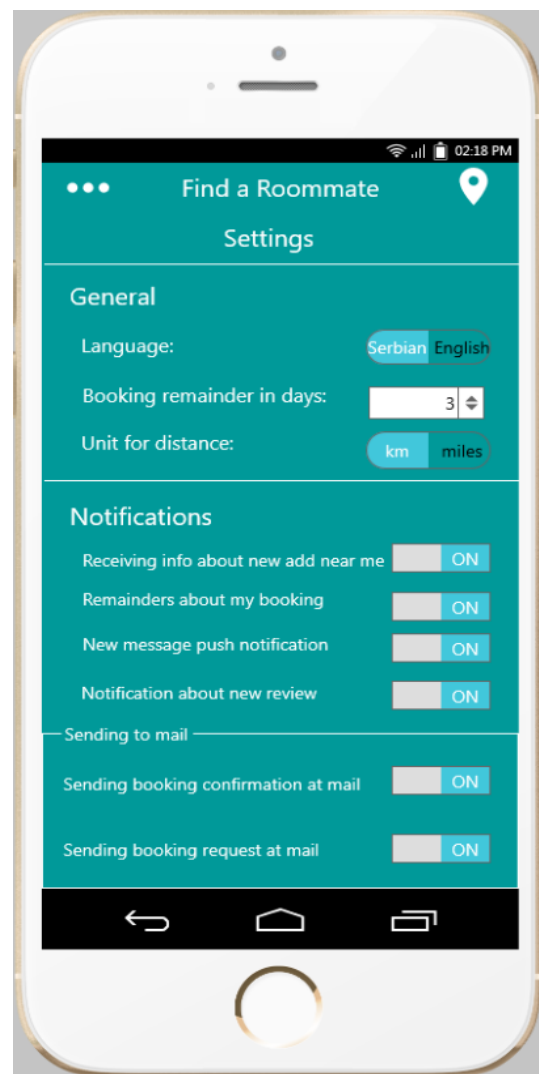 02:18 PM
Find a Roommate
Settings
General
Language: Serbian English
Booking remainder in days: 3
Unit for distance: km miles
Notifications
Receiving info about new add near me ON
Remainders about my booking ON
New message push notification ON
Notification about new review ON
Sending to mail
Sending booking confirmation at mail ON
Sending booking request at mail ON